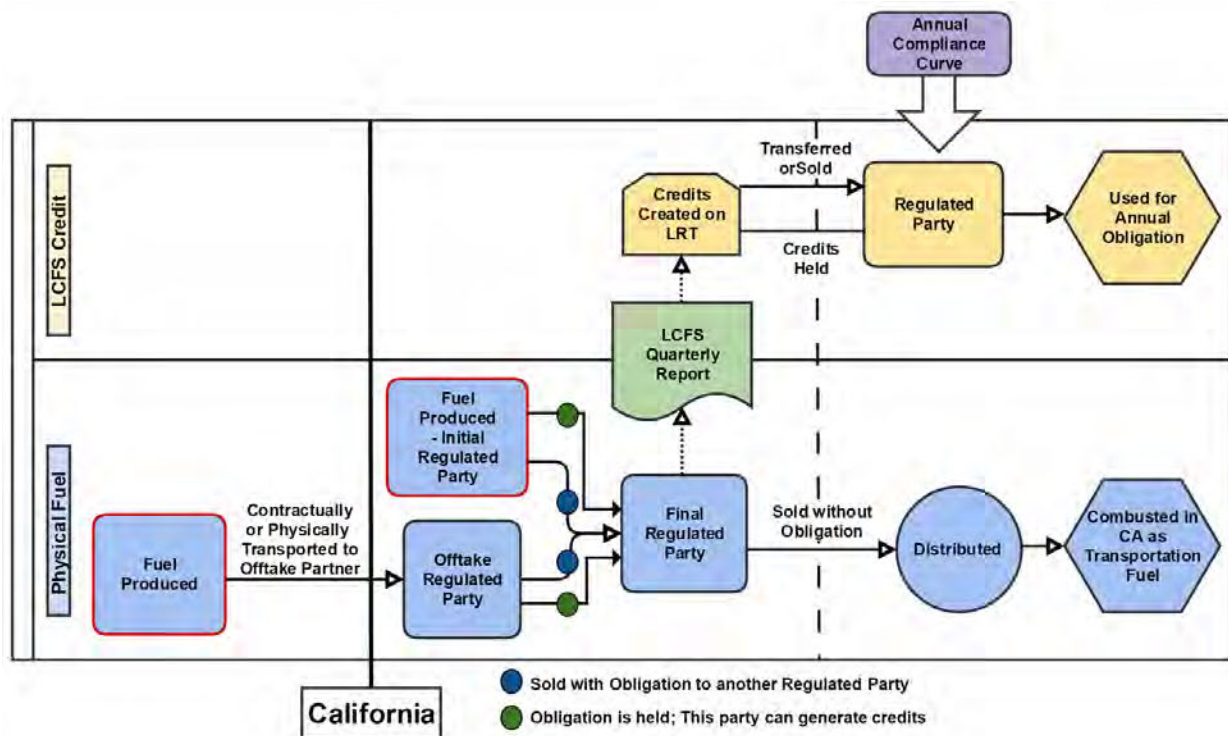 Annual
Compliance
Curve
LCFS Credit
Transferred
orSold
Credits
Created on
LRT
Credits
Held
Regulated
Party
Used for
Annual
Obligation
LCFS
Quarterly
Report
Physical Fuel
Fuel
Produced
Contractually
or Physically
Transported to
Offtake Partner
Fuel
Produced
- Initial
Regulated
Party
Offtake
Regulated
Party
Final
Regulated
Party
Sold without
Obligation
Distributed
Combusted in
CA as
Transportation
Fuel
California
Sold with Obligation to another Regulated Party
Obligation is held; This party can generate credits